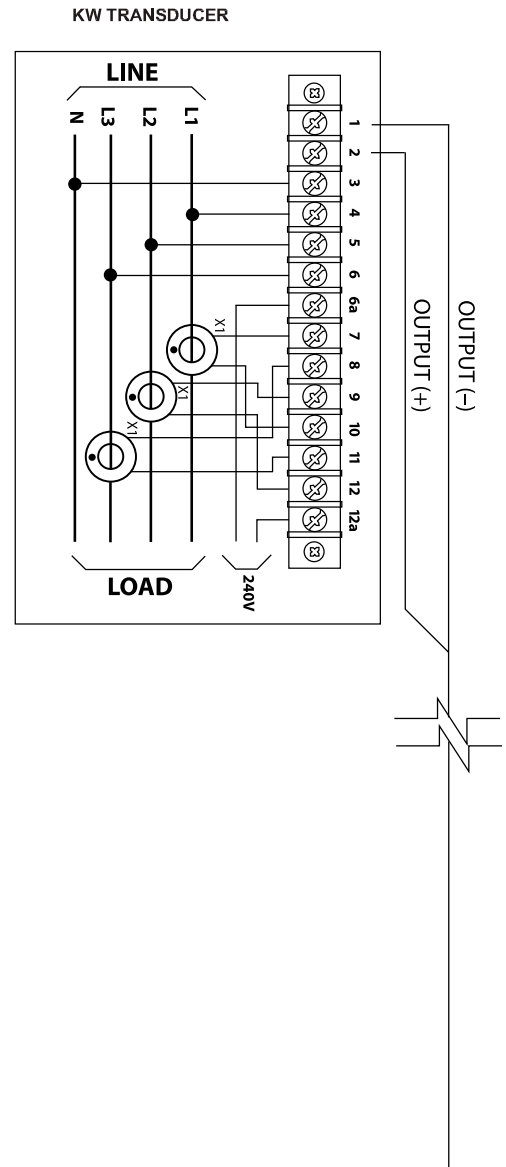 KW TRANSDUCER
LINE
N
L3
L2
L1
1
2
3
4
5
6
6a
7
8
9
10
11
12
12a
X1
X1
X1
OUTPUT (+)
OUTPUT (–)
LOAD
240V